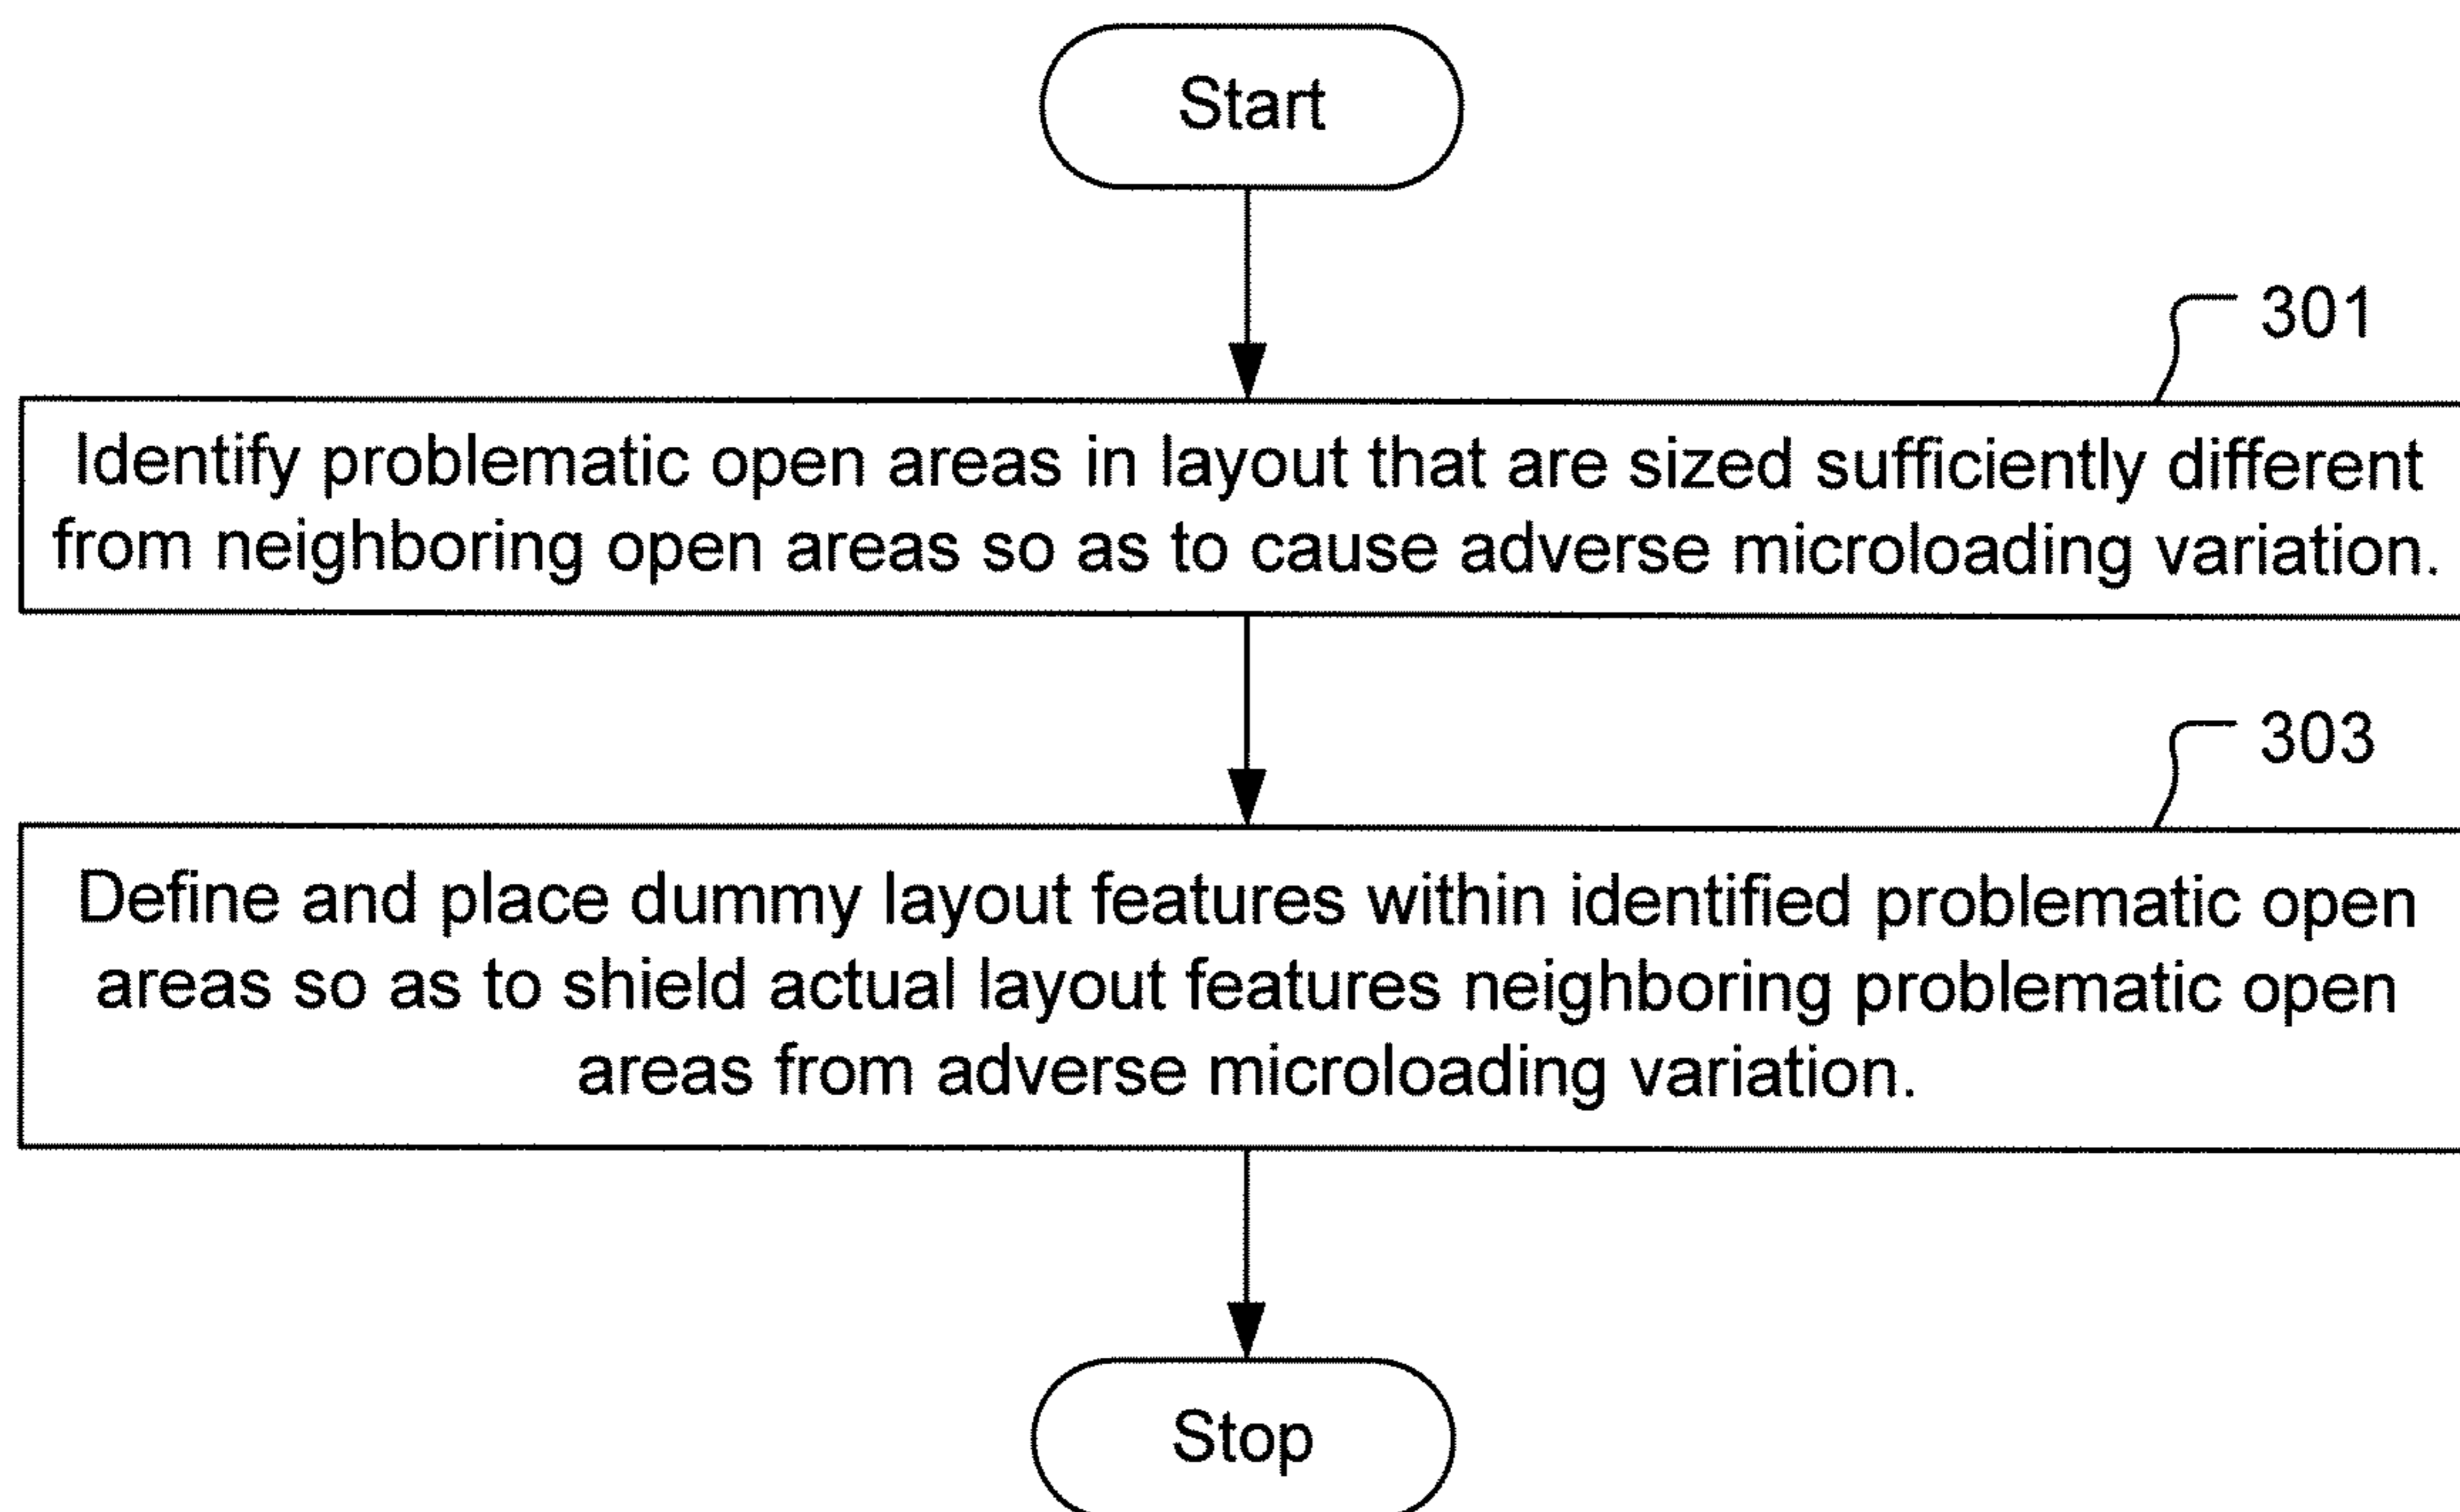 Start
301
Identify problematic open areas in layout that are sized sufficiently different
from neighboring open areas so as to cause adverse microloading variation.
303
Define and place dummy layout features within identified problematic open
areas so as to shield actual layout features neighboring problematic open
areas from adverse microloading variation.
Stop